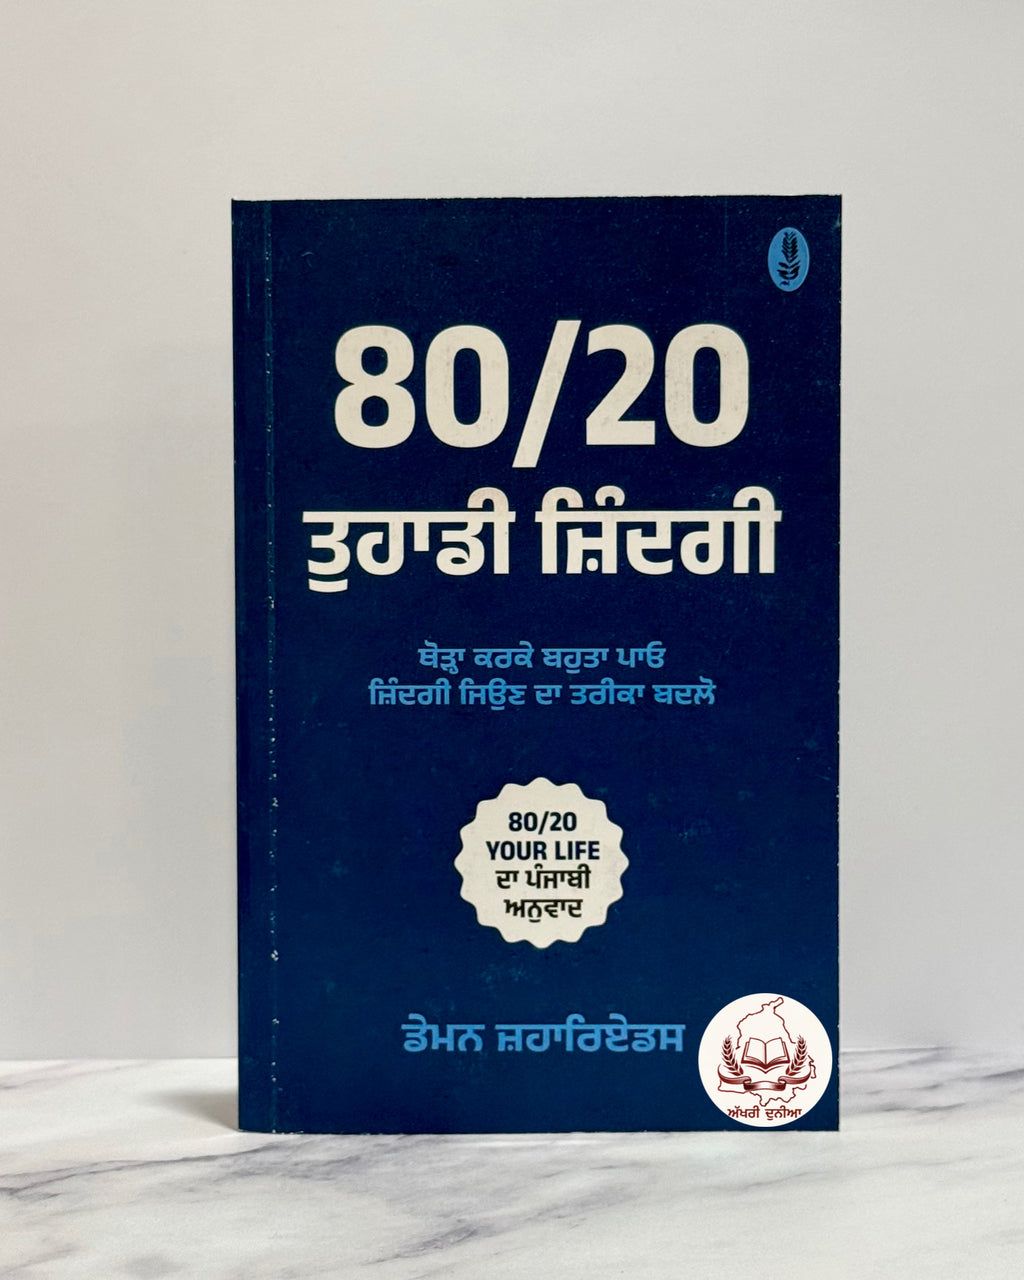 80/20
ਤੁਹਾਡੀ ਜ਼ਿੰਦਗੀ
ਥੋੜ੍ਹਾ ਕਰਕੇ ਬਹੁਤਾ ਪਾਓ
ਜ਼ਿੰਦਗੀ ਜਿਉਣ ਦਾ ਤਰੀਕਾ ਬਦਲੋ
80/20
YOUR LIFE
ਦਾ ਪੰਜਾਬੀ
ਅਨੁਵਾਦ
ਡੇਮਨ ਜ਼ਹਾਰਿਏਡਸ
ਅੱਖਰੀ ਦੁਨੀਆ